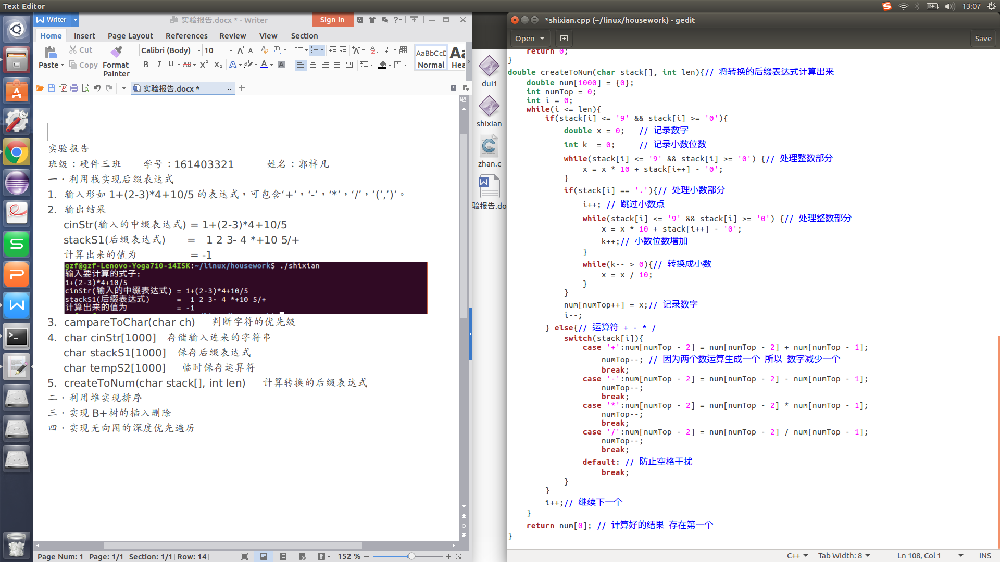 Text Editor
13:07
Writer
实验报告.docx * - Writer
Sign in
Home Insert Page Layout References Review View Section
Paste Cut Copy Format Painter
Calibri (Body) 10
AaBbCcD Normal
Aa Hea
实验报告.docx *
实验报告
班级：硬件三班 学号：161403321 姓名：郭梓凡
一．利用栈实现后缀表达式
1. 输入形如 1+(2-3)*4+10/5 的表达式，可包含‘+’，‘-’，‘*’，‘/’，’(’,’)’。
2. 输出结果
cinStr(输入的中缀表达式) = 1+(2-3)*4+10/5
stackS1(后缀表达式) = 1 2 3- 4 *+10 5/+
计算出来的值为 = -1
gzf@gzf-Lenovo-Yoga710-14ISK:~/linux/housework$ ./shixian
输入要计算的式子:
1+(2-3)*4+10/5
cinStr(输入的中缀表达式) = 1+(2-3)*4+10/5
stackS1(后缀表达式) = 1 2 3- 4 *+10 5/+
计算出来的值为 = -1
3. campareToChar(char ch) 判断字符的优先级
4. char cinStr[1000] 存储输入进来的字符串
char stackS1[1000] 保存后缀表达式
char tempS2[1000] 临时保存运算符
5. createToNum(char stack[], int len) 计算转换的后缀表达式
二．利用堆实现排序
三．实现 B+树的插入删除
四．实现无向图的深度优先遍历
Page Num: 1 Page: 1/1 Section: 1/1 Row: 14 152 %
dui1
shixian
zhan.c
验报告.do
*shixian.cpp (~/linux/housework) - gedit
Open Save
return 0;
}
double createToNum(char stack[], int len){// 将转换的后缀表达式计算出来
double num[1000] = {0};
int numTop = 0;
int i = 0;
while(i <= len){
if(stack[i] <= '9' && stack[i] >= '0'){
double x = 0; // 记录数字
int k = 0; // 记录小数位数
while(stack[i] <= '9' && stack[i] >= '0') {// 处理整数部分
x = x * 10 + stack[i++] - '0';
}
if(stack[i] == '.'){// 处理小数部分
i++; // 跳过小数点
while(stack[i] <= '9' && stack[i] >= '0') {// 处理整数部分
x = x * 10 + stack[i++] - '0';
k++;// 小数位数增加
}
while(k-- > 0){// 转换成小数
x = x / 10;
}
}
num[numTop++] = x;// 记录数字
i--;
} else{// 运算符 + - * /
switch(stack[i]){
case '+':num[numTop - 2] = num[numTop - 2] + num[numTop - 1];
numTop--; // 因为两个数运算生成一个 所以 数字减少一个
break;
case '-':num[numTop - 2] = num[numTop - 2] - num[numTop - 1];
numTop--;
break;
case '*':num[numTop - 2] = num[numTop - 2] * num[numTop - 1];
numTop--;
break;
case '/':num[numTop - 2] = num[numTop - 2] / num[numTop - 1];
numTop--;
break;
default: // 防止空格干扰
break;
}
}
i++;// 继续下一个
}
return num[0]; // 计算好的结果 存在第一个
}
C++ Tab Width: 8 Ln 108, Col 1 INS